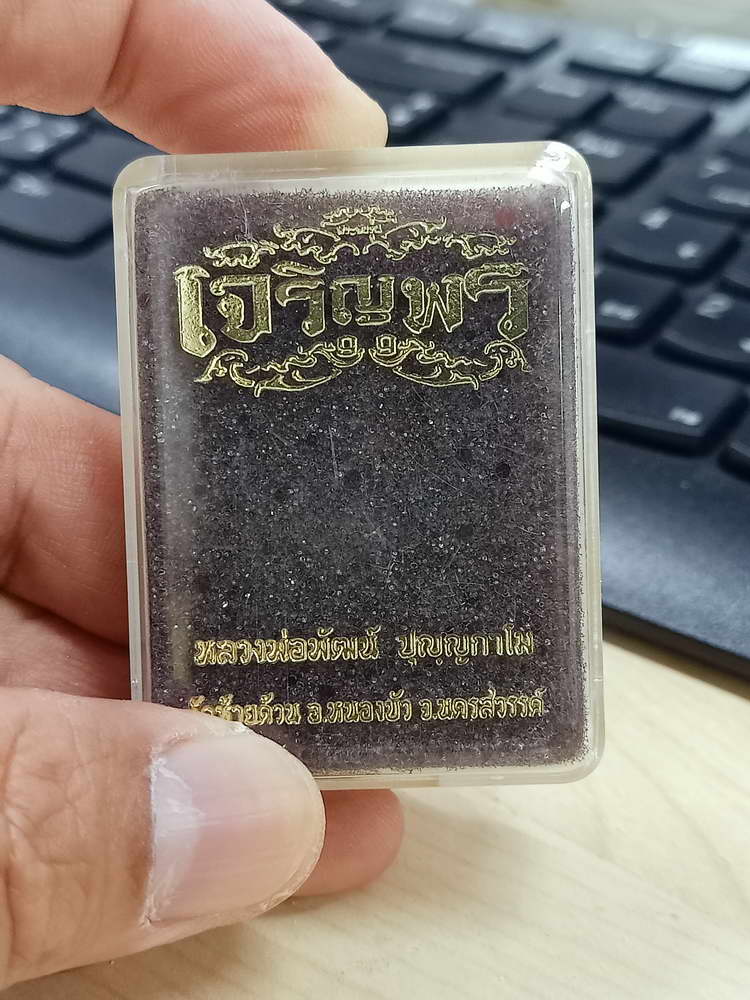 เจริญพร
หลวงพ่อพัฒน์ ปุญฺญกาโม
วัดห้วยด้วน อ.หนองบัว จ.นครสวรรค์